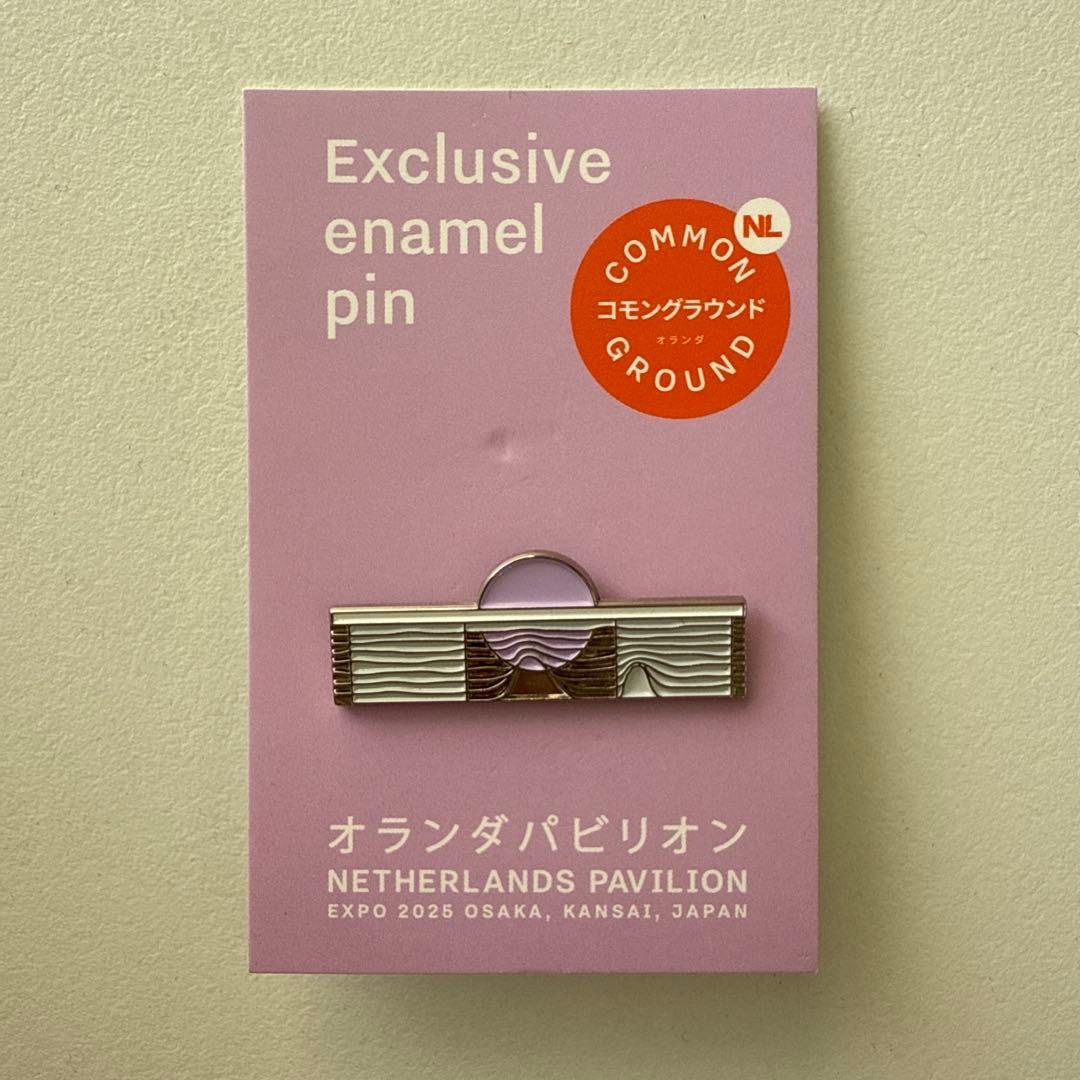 Exclusive
enamel
pin
NL
COMMON
コモングラウンド
オランダ
GROUND
オランダパビリオン
NETHERLANDS PAVILION
EXPO 2025 OSAKA, KANSAI, JAPAN